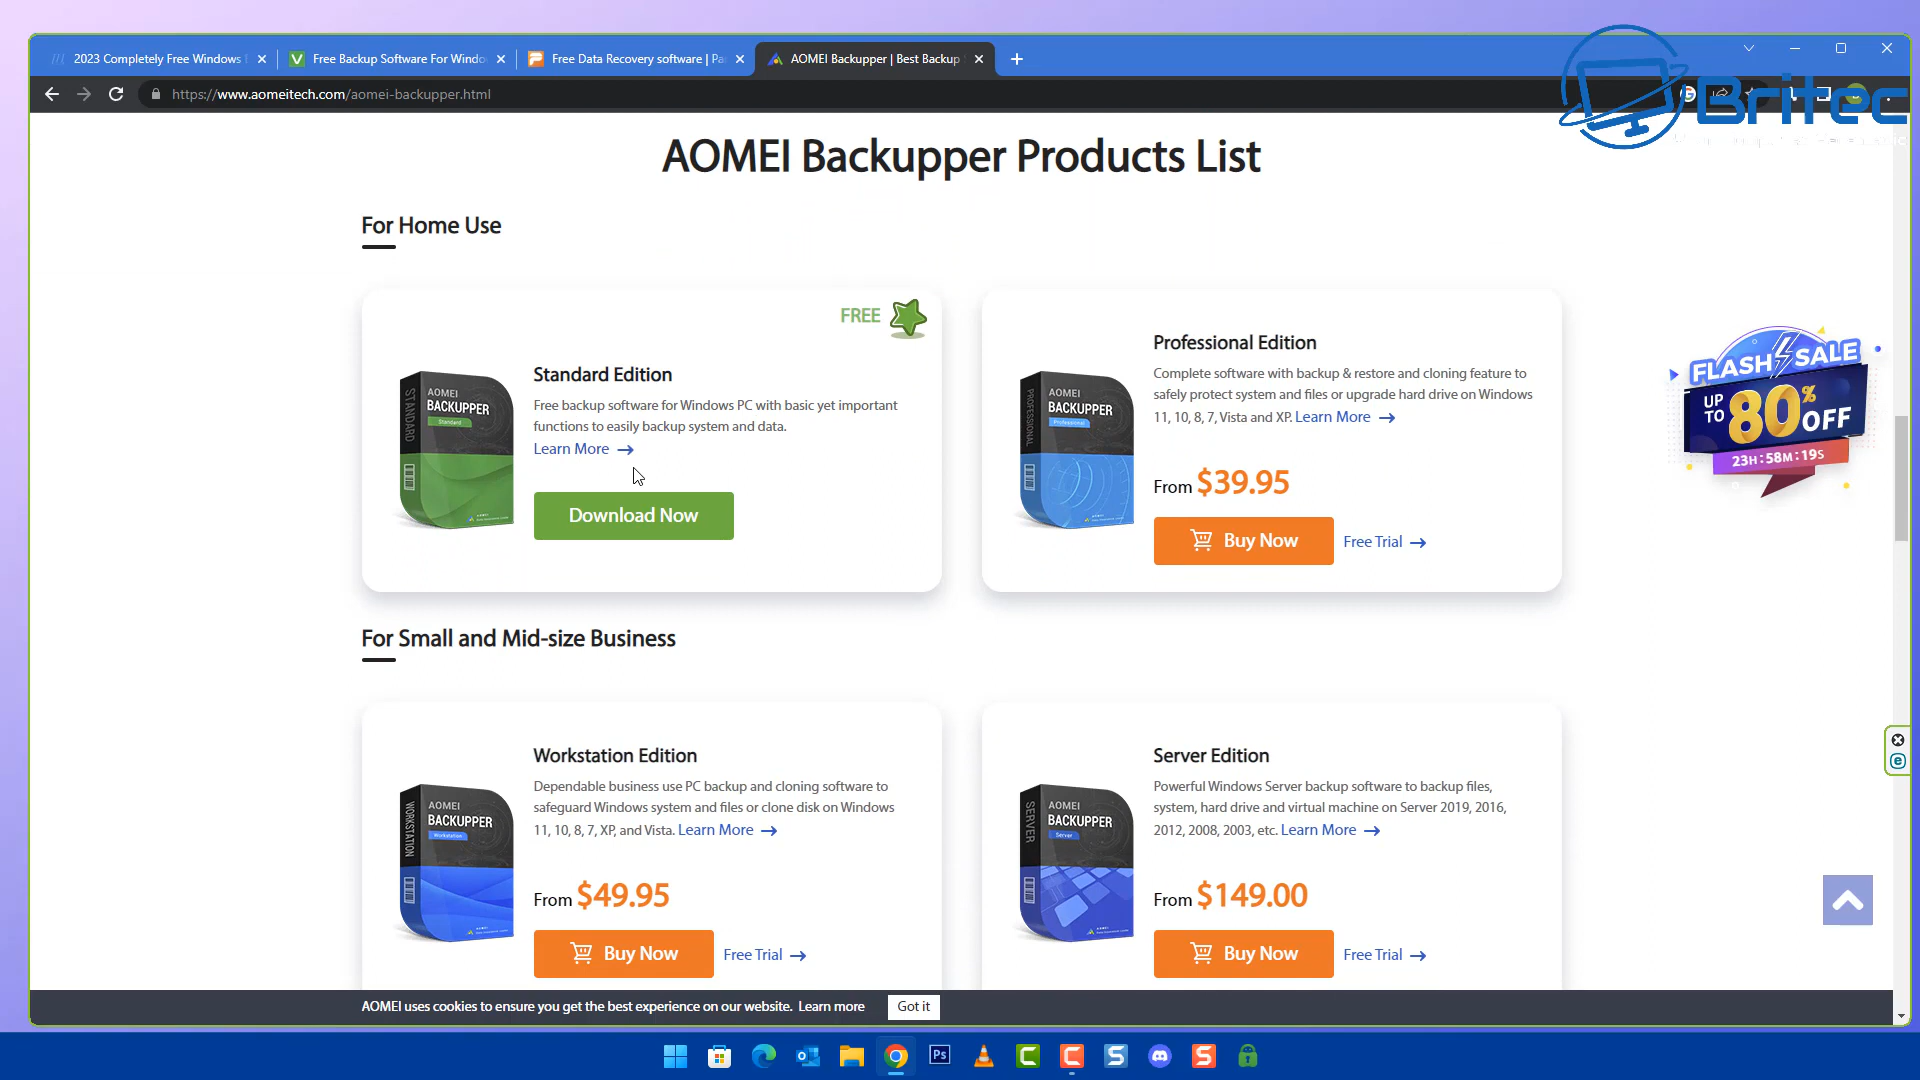 2023 Completely Free Windows
Free Backup Software For Windo
Free Data Recovery software | Pa
AOMEI Backupper | Best Backup
https://www.aomeitech.com/aomei-backupper.html
Britec
AOMEI Backupper Products List
For Home Use
FREE
Standard Edition
Free backup software for Windows PC with basic yet important
functions to easily backup system and data.
Learn More
Download Now
STANDARD
AOMEI
BACKUPPER
Standard
Professional Edition
Complete software with backup & restore and cloning feature to
safely protect system and files or upgrade hard drive on Windows
11, 10, 8, 7, Vista and XP. Learn More
From $39.95
Buy Now
Free Trial
PROFESSIONAL
AOMEI
BACKUPPER
Professional
FLASH SALE
UP TO 80% OFF
23H:58M:19S
For Small and Mid-size Business
Workstation Edition
Dependable business use PC backup and cloning software to
safeguard Windows system and files or clone disk on Windows
11, 10, 8, 7, XP, and Vista. Learn More
From $49.95
Buy Now
Free Trial
WORKSTATION
AOMEI
BACKUPPER
Workstation
Server Edition
Powerful Windows Server backup software to backup files,
system, hard drive and virtual machine on Server 2019, 2016,
2012, 2008, 2003, etc. Learn More
From $149.00
Buy Now
Free Trial
SERVER
AOMEI
BACKUPPER
Server
AOMEI uses cookies to ensure you get the best experience on our website. Learn more
Got it